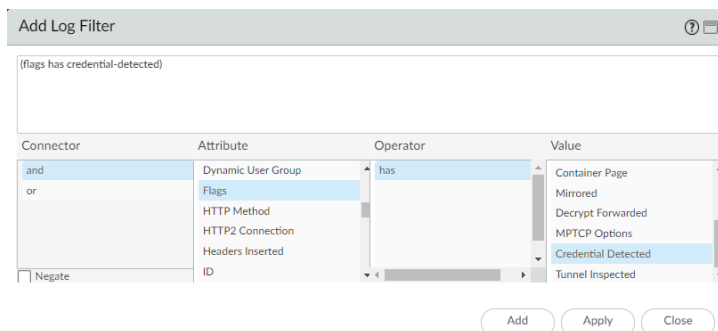 Add Log Filter
(flags has credential-detected)
Connector Attribute Operator Value
and
or
Negate
Dynamic User Group
Flags
HTTP Method
HTTP2 Connection
Headers Inserted
ID
has
Container Page
Mirrored
Decrypt Forwarded
MPTCP Options
Credential Detected
Tunnel Inspected
Add Apply Close